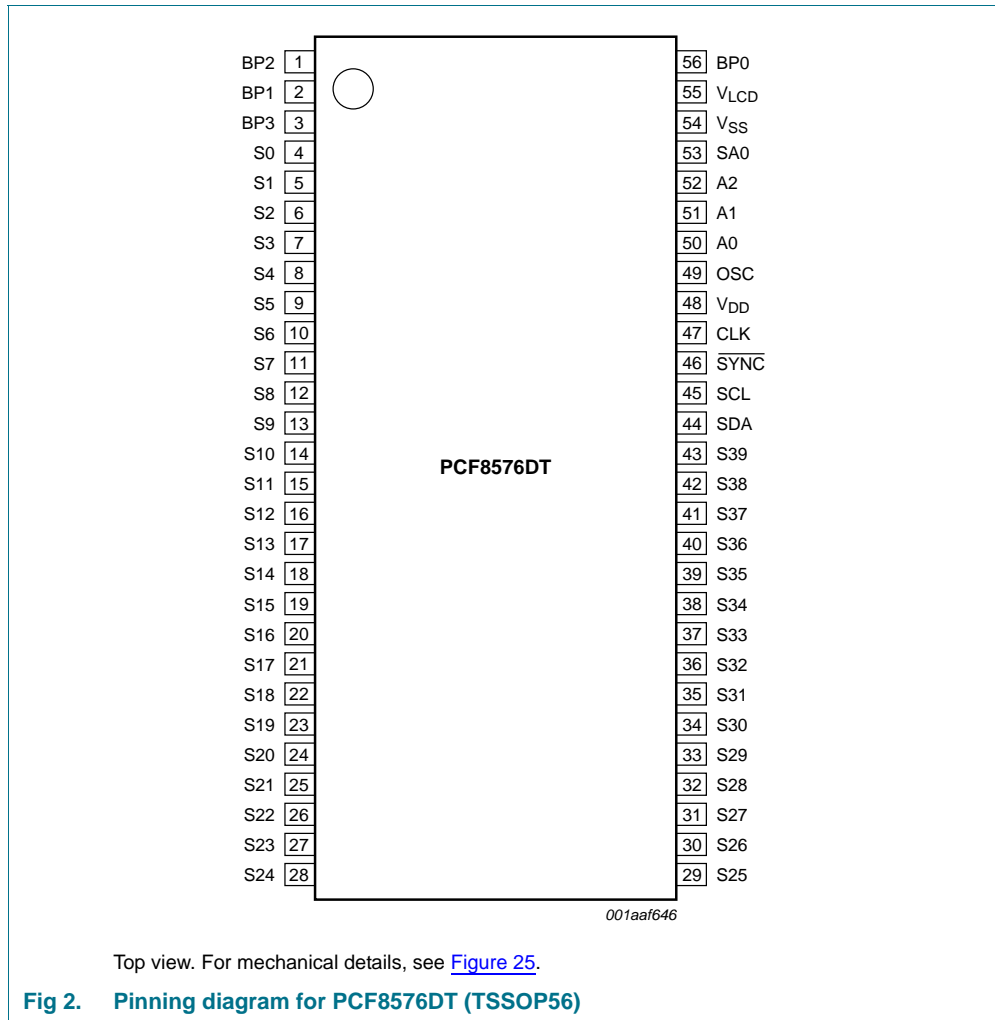 BP2 1 56 BP0
BP1 2 55 VLCD
BP3 3 54 VSS
S0 4 53 SA0
S1 5 52 A2
S2 6 51 A1
S3 7 50 A0
S4 8 49 OSC
S5 9 48 VDD
S6 10 47 CLK
S7 11 46 SYNC
S8 12 45 SCL
S9 13 44 SDA
S10 14 43 S39
PCF8576DT
S11 15 42 S38
S12 16 41 S37
S13 17 40 S36
S14 18 39 S35
S15 19 38 S34
S16 20 37 S33
S17 21 36 S32
S18 22 35 S31
S19 23 34 S30
S20 24 33 S29
S21 25 32 S28
S22 26 31 S27
S23 27 30 S26
S24 28 29 S25
001aaf646
Top view. For mechanical details, see Figure 25.
Fig 2. Pinning diagram for PCF8576DT (TSSOP56)